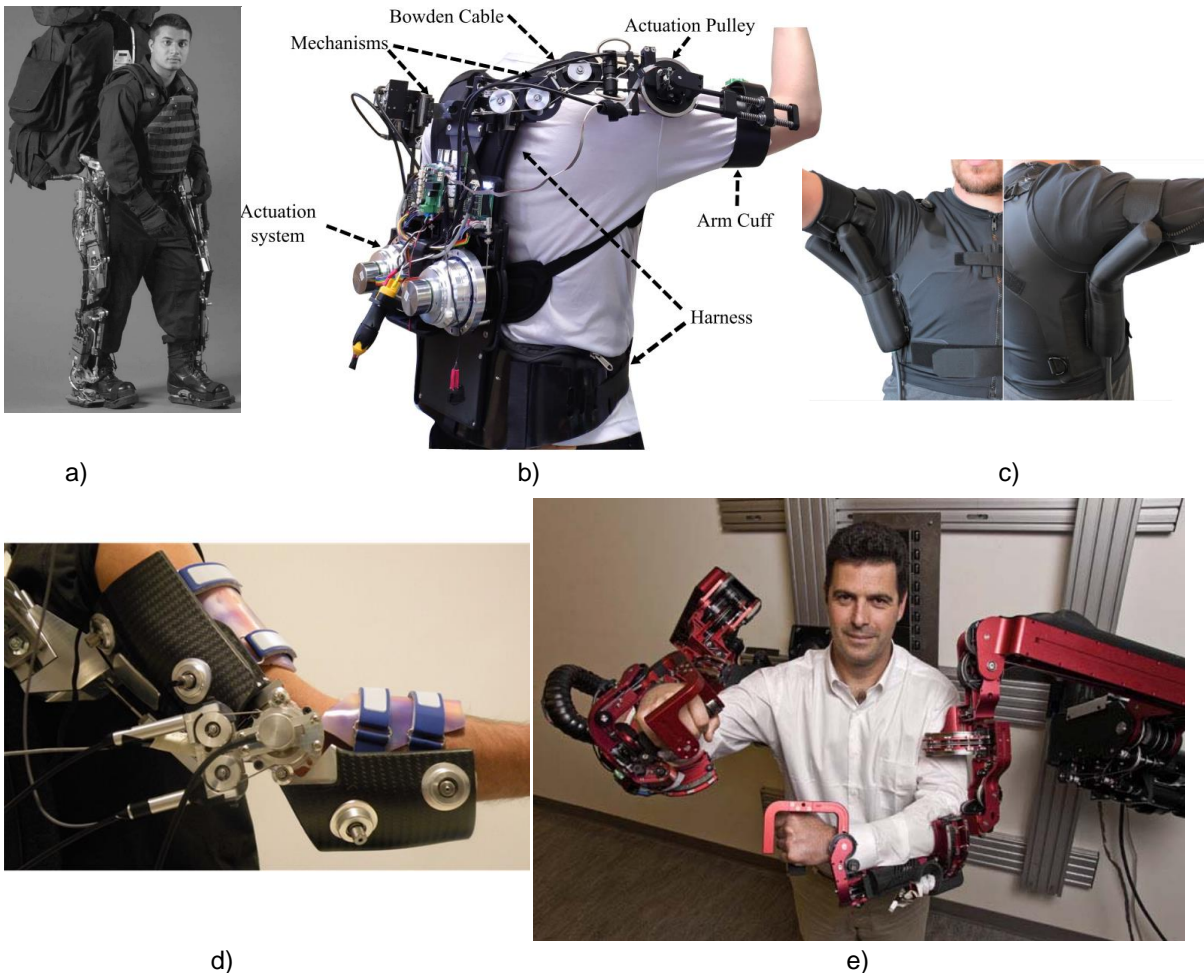 Bowden Cable
Mechanisms
Actuation Pulley
Actuation
system
Arm Cuff
Harness
a)
b)
c)
d)
e)